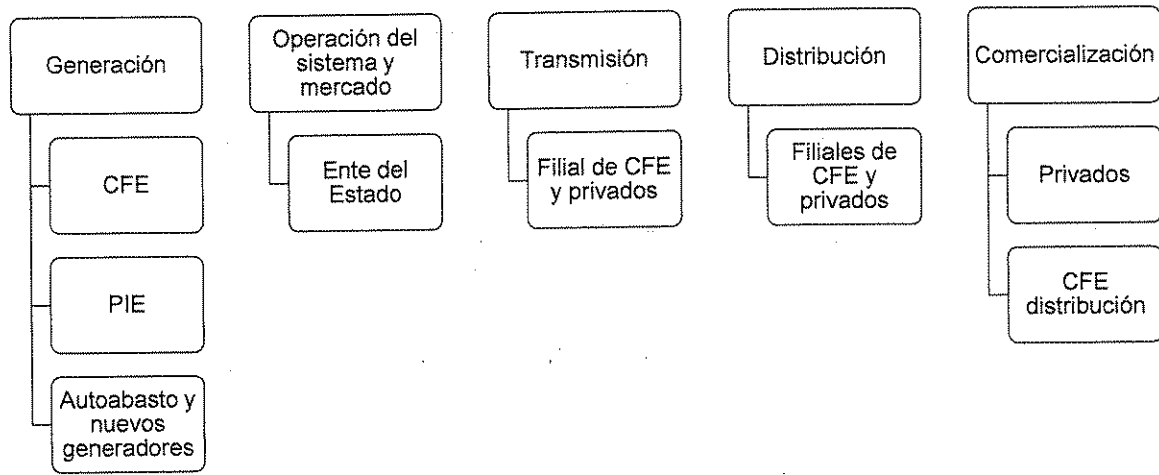 Generación
CFE
PIE
Autoabasto y
nuevos
generadores
Operación del
sistema y
mercado
Ente del
Estado
Transmisión
Filial de CFE
y privados
Distribución
Filiales de
CFE y
privados
Comercialización
Privados
CFE
distribución